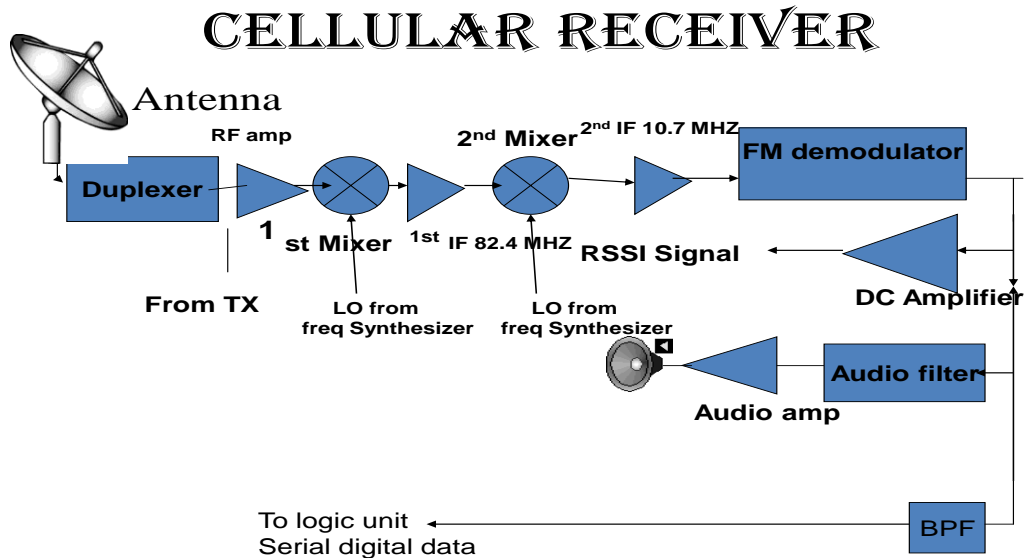 CELLULAR RECEIVER
Antenna
RF amp
2nd Mixer
2nd IF 10.7 MHZ
FM demodulator
Duplexer
1
st Mixer
1st IF 82.4 MHZ
RSSI Signal
DC Amplifier
From TX
LO from
freq Synthesizer
LO from
freq Synthesizer
Audio filter
Audio amp
To logic unit
Serial digital data
BPF